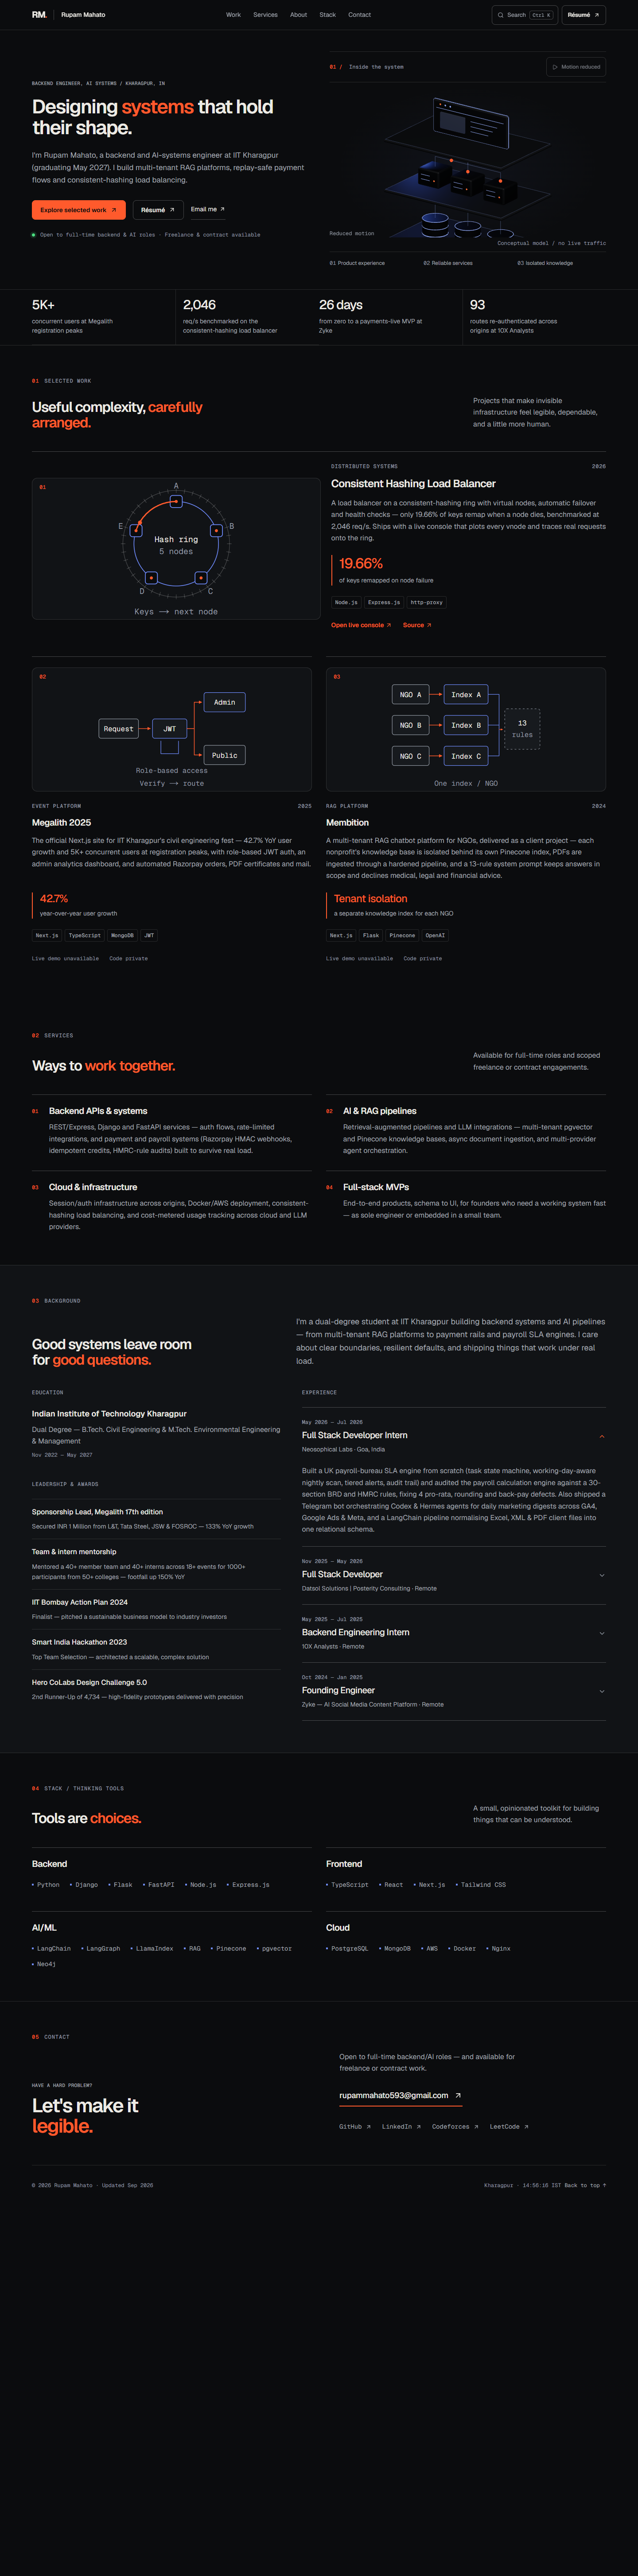 RM. Rupam Mahato
Work Services About Stack Contact
Search Ctrl K
Résumé ↗
BACKEND ENGINEER, AI SYSTEMS / KHARAGPUR, IN
Designing systems that hold
their shape.
I'm Rupam Mahato, a backend and AI-systems engineer at IIT Kharagpur
(graduating May 2027). I build multi-tenant RAG platforms, replay-safe payment
flows and consistent-hashing load balancing.
Explore selected work ↗
Résumé ↗
Email me ↗
Open to full-time backend & AI roles · Freelance & contract available
01 / Inside the system
Motion reduced
Reduced motion
Conceptual model / no live traffic
01 Product experience
02 Reliable services
03 Isolated knowledge
5K+
concurrent users at Megalith
registration peaks
2,046
req/s benchmarked on the
consistent-hashing load balancer
26 days
from zero to a payments-live MVP at
Zyke
93
routes re-authenticated across
origins at 10X Analysts
01 SELECTED WORK
Useful complexity, carefully
arranged.
Projects that make invisible
infrastructure feel legible, dependable,
and a little more human.
01
A
B
C
D
E
Hash ring
5 nodes
Keys → next node
DISTRIBUTED SYSTEMS 2026
Consistent Hashing Load Balancer
A load balancer on a consistent-hashing ring with virtual nodes, automatic failover
and health checks — only 19.66% of keys remap when a node dies, benchmarked at
2,046 req/s. Ships with a live console that plots every vnode and traces real requests
onto the ring.
19.66%
of keys remapped on node failure
Node.js Express.js http-proxy
Open live console ↗ Source ↗
02
Request
JWT
Admin
Public
Role-based access
Verify → route
EVENT PLATFORM 2025
Megalith 2025
The official Next.js site for IIT Kharagpur's civil engineering fest — 42.7% YoY user
growth and 5K+ concurrent users at registration peaks, with role-based JWT auth, an
admin analytics dashboard, and automated Razorpay orders, PDF certificates and mail.
42.7%
year-over-year user growth
Next.js TypeScript MongoDB JWT
Live demo unavailable Code private
03
NGO A Index A
NGO B Index B
NGO C Index C
13
rules
One index / NGO
RAG PLATFORM 2024
Membition
A multi-tenant RAG chatbot platform for NGOs, delivered as a client project — each
nonprofit's knowledge base is isolated behind its own Pinecone index, PDFs are
ingested through a hardened pipeline, and a 13-rule system prompt keeps answers in
scope and declines medical, legal and financial advice.
Tenant isolation
a separate knowledge index for each NGO
Next.js Flask Pinecone OpenAI
Live demo unavailable Code private
02 SERVICES
Ways to work together.
Available for full-time roles and scoped
freelance or contract engagements.
01 Backend APIs & systems
REST/Express, Django and FastAPI services — auth flows, rate-limited
integrations, and payment and payroll systems (Razorpay HMAC webhooks,
idempotent credits, HMRC-rule audits) built to survive real load.
02 AI & RAG pipelines
Retrieval-augmented pipelines and LLM integrations — multi-tenant pgvector
and Pinecone knowledge bases, async document ingestion, and multi-provider
agent orchestration.
03 Cloud & infrastructure
Session/auth infrastructure across origins, Docker/AWS deployment, consistent-
hashing load balancing, and cost-metered usage tracking across cloud and LLM
providers.
04 Full-stack MVPs
End-to-end products, schema to UI, for founders who need a working system fast
— as sole engineer or embedded in a small team.
03 BACKGROUND
Good systems leave room
for good questions.
I'm a dual-degree student at IIT Kharagpur building backend systems and AI pipelines
— from multi-tenant RAG platforms to payment rails and payroll SLA engines. I care
about clear boundaries, resilient defaults, and shipping things that work under real
load.
EDUCATION
Indian Institute of Technology Kharagpur
Dual Degree — B.Tech. Civil Engineering & M.Tech. Environmental Engineering
& Management
Nov 2022 — May 2027
LEADERSHIP & AWARDS
Sponsorship Lead, Megalith 17th edition
Secured INR 1 Million from L&T, Tata Steel, JSW & FOSROC — 133% YoY growth
Team & intern mentorship
Mentored a 40+ member team and 40+ interns across 18+ events for 1000+
participants from 50+ colleges — footfall up 150% YoY
IIT Bombay Action Plan 2024
Finalist — pitched a sustainable business model to industry investors
Smart India Hackathon 2023
Top Team Selection — architected a scalable, complex solution
Hero CoLabs Design Challenge 5.0
2nd Runner-Up of 4,734 — high-fidelity prototypes delivered with precision
EXPERIENCE
May 2026 — Jul 2026
Full Stack Developer Intern
Neosophical Labs · Goa, India
Built a UK payroll-bureau SLA engine from scratch (task state machine, working-day-aware
nightly scan, tiered alerts, audit trail) and audited the payroll calculation engine against a 30-
section BRD and HMRC rules, fixing 4 pro-rata, rounding and back-pay defects. Also shipped a
Telegram bot orchestrating Codex & Hermes agents for daily marketing digests across GA4,
Google Ads & Meta, and a LangChain pipeline normalising Excel, XML & PDF client files into
one relational schema.
Nov 2025 — May 2026
Full Stack Developer
Datsol Solutions | Posterity Consulting · Remote
May 2025 — Jul 2025
Backend Engineering Intern
10X Analysts · Remote
Oct 2024 — Jan 2025
Founding Engineer
Zyke — AI Social Media Content Platform · Remote
04 STACK / THINKING TOOLS
Tools are choices.
A small, opinionated toolkit for building
things that can be understood.
Backend
Python Django Flask FastAPI Node.js Express.js
Frontend
TypeScript React Next.js Tailwind CSS
AI/ML
LangChain LangGraph LlamaIndex RAG Pinecone pgvector
Neo4j
Cloud
PostgreSQL MongoDB AWS Docker Nginx
05 CONTACT
HAVE A HARD PROBLEM?
Let's make it
legible.
Open to full-time backend/AI roles — and available for
freelance or contract work.
rupammahato593@gmail.com ↗
GitHub ↗ LinkedIn ↗ Codeforces ↗ LeetCode ↗
© 2026 Rupam Mahato · Updated Sep 2026
Kharagpur · 14:56:16 IST Back to top ↑